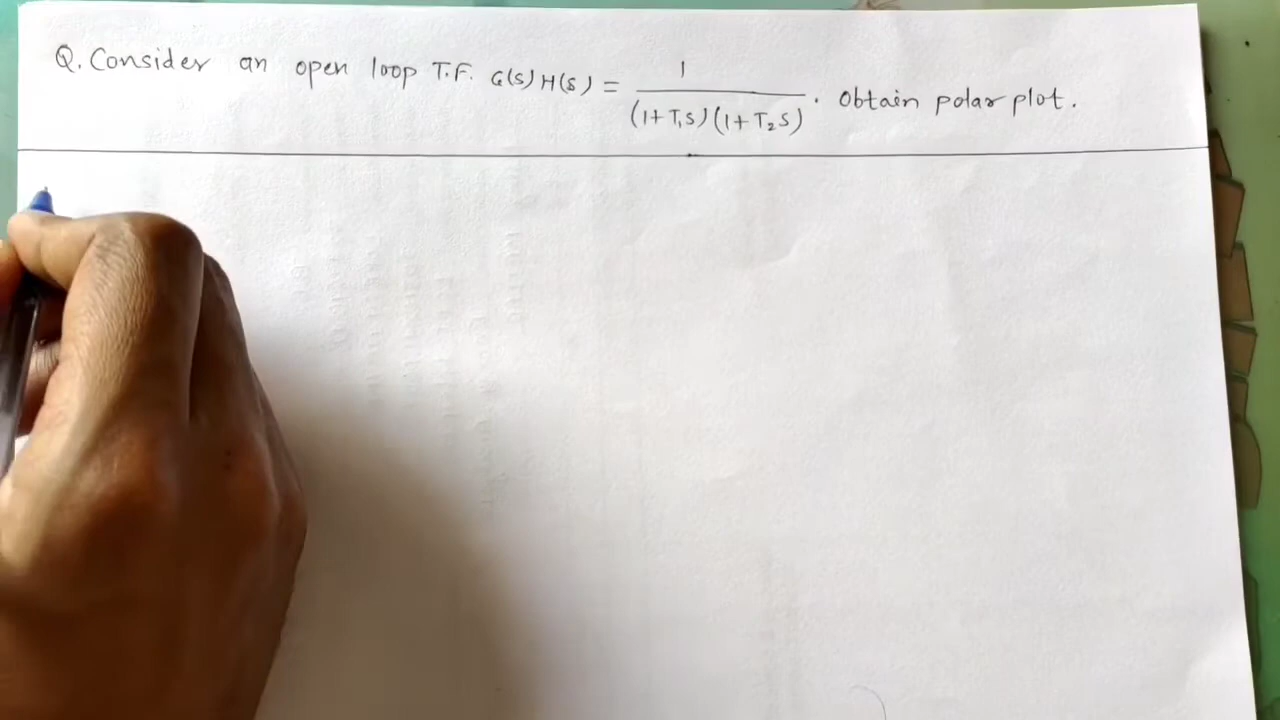 Q. Consider an open loop T.F. G(s) H(s) = 1 / (1+T₁s)(1+T₂s) . Obtain polar plot.